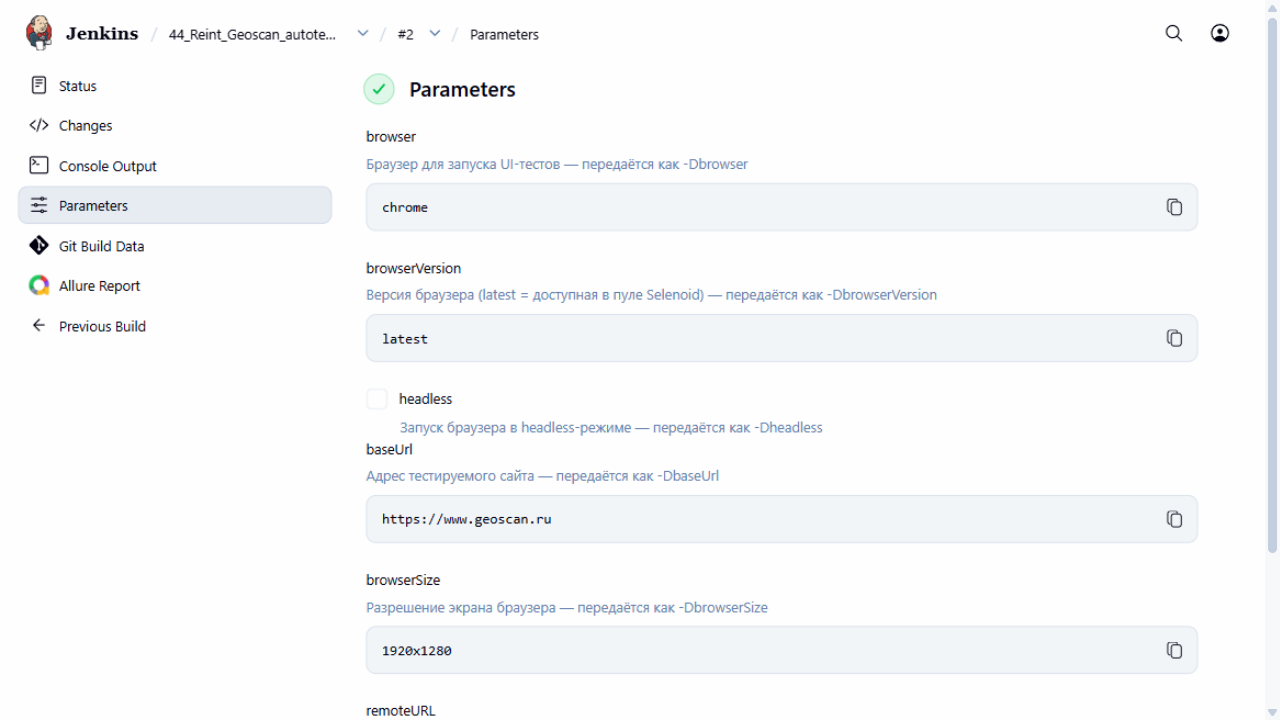 Jenkins / 44_Reint_Geoscan_autote... / #2 / Parameters
Status
Changes
Console Output
Parameters
Git Build Data
Allure Report
Previous Build
Parameters
browser
Браузер для запуска UI-тестов — передаётся как -Dbrowser
chrome
browserVersion
Версия браузера (latest = доступная в пуле Selenoid) — передаётся как -DbrowserVersion
latest
headless
Запуск браузера в headless-режиме — передаётся как -Dheadless
baseUrl
Адрес тестируемого сайта — передаётся как -DbaseUrl
https://www.geoscan.ru
browserSize
Разрешение экрана браузера — передаётся как -DbrowserSize
1920x1280
remoteURL